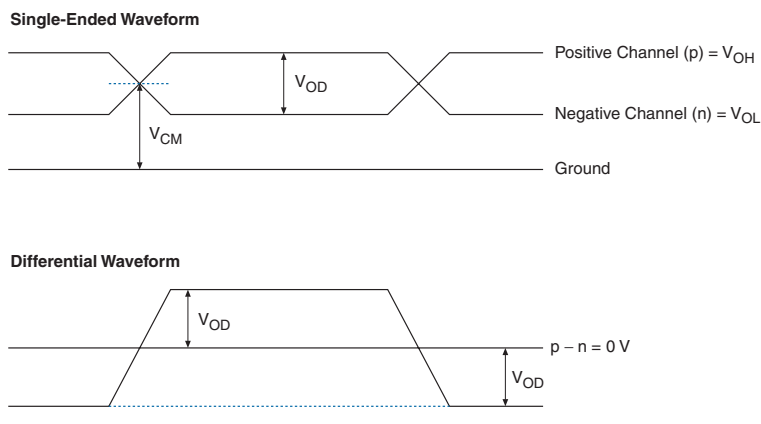 Single-Ended Waveform
Positive Channel (p) = VOH
VOD
Negative Channel (n) = VOL
VCM
Ground
Differential Waveform
VOD
p – n = 0 V
VOD